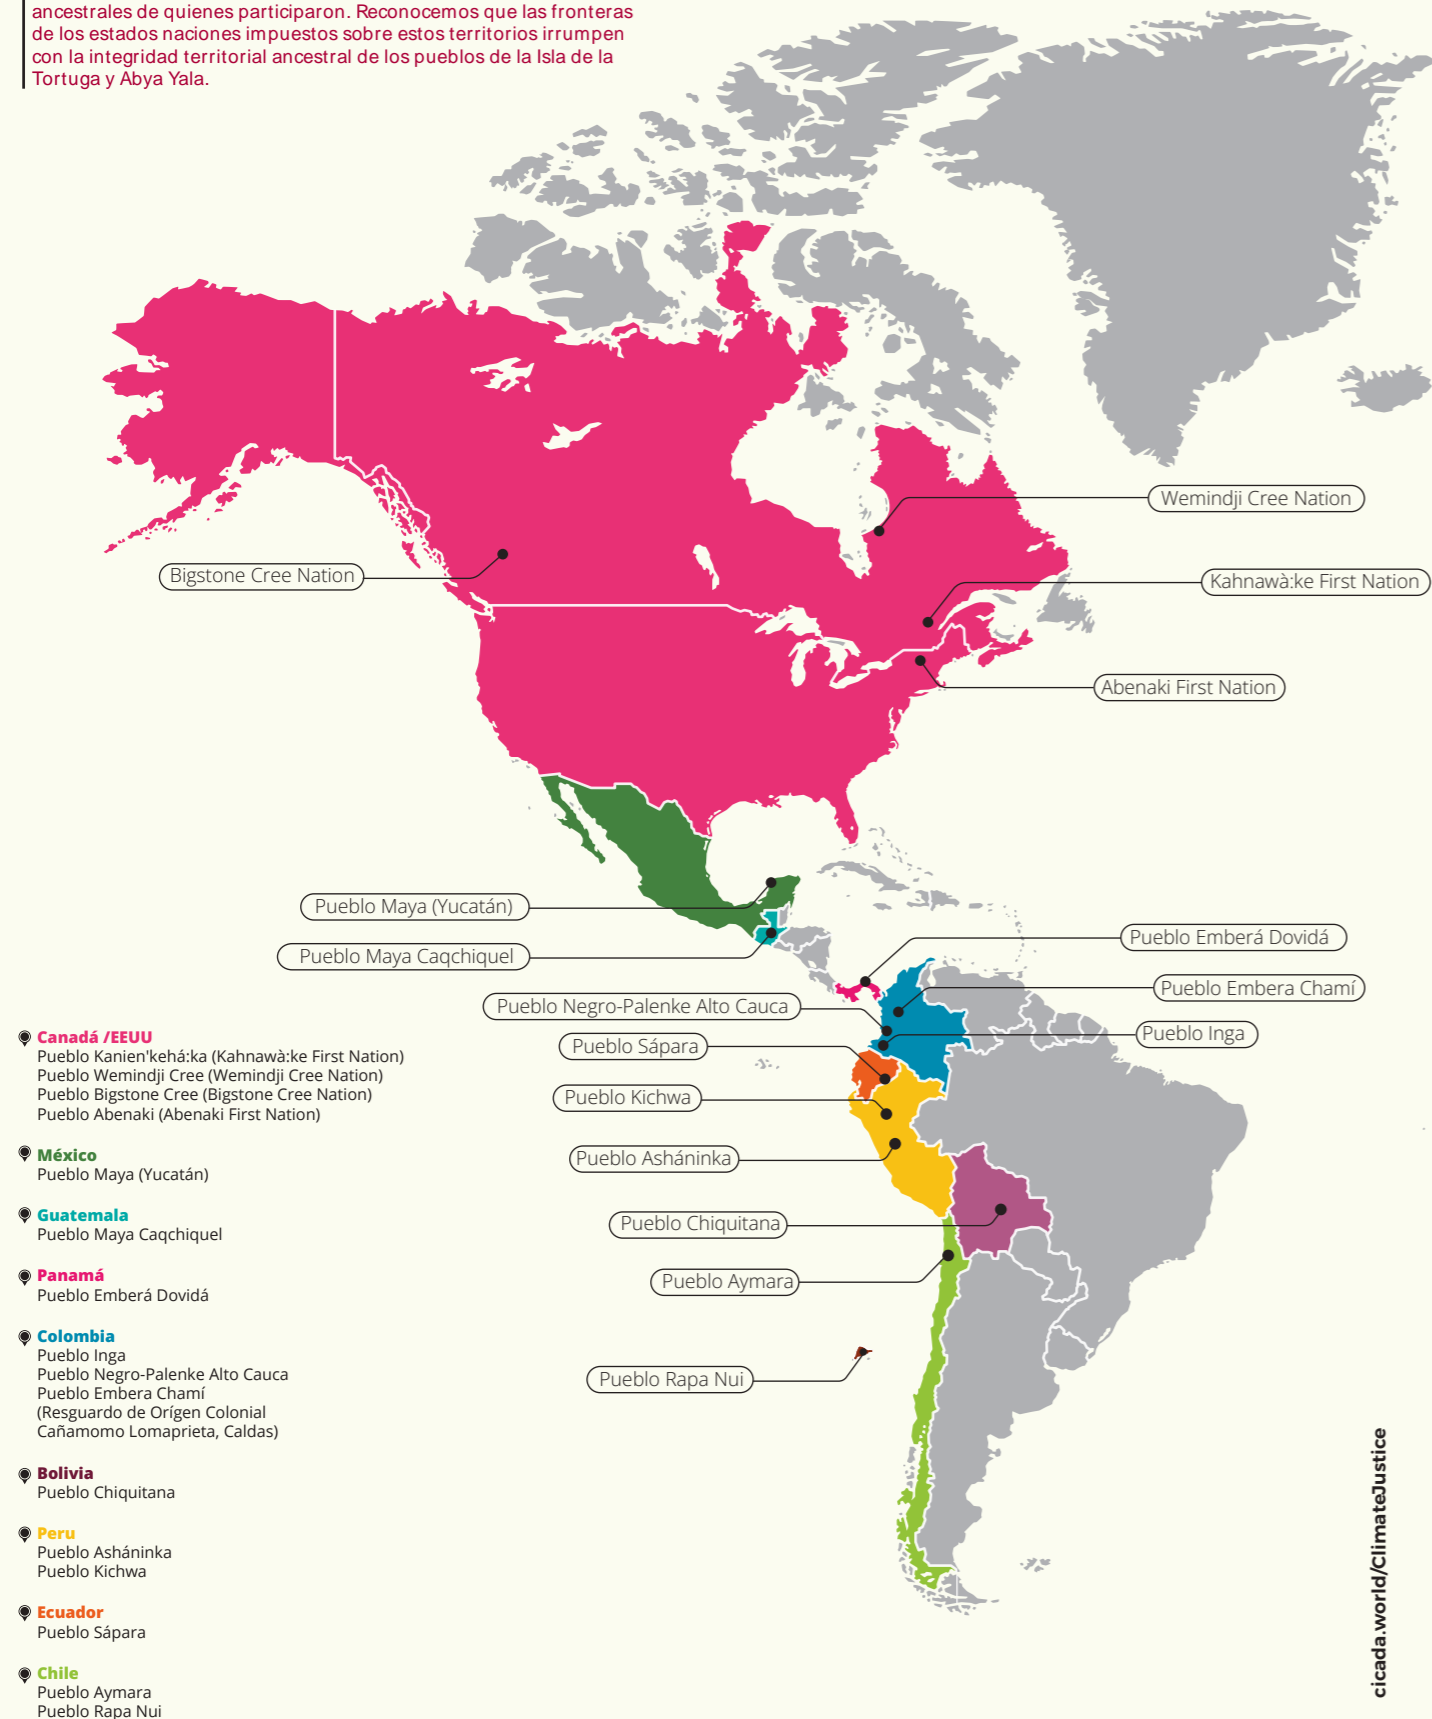 ancestrales de quienes participaron. Reconocemos que las fronteras
de los estados naciones impuestos sobre estos territorios irrumpen
con la integridad territorial ancestral de los pueblos de la Isla de la
Tortuga y Abya Yala.
Wemindji Cree Nation
Bigstone Cree Nation
Kahnawà:ke First Nation
Abenaki First Nation
Pueblo Maya (Yucatán)
Pueblo Maya Caqchiquel
Pueblo Emberá Dovidá
Pueblo Embera Chamí
Pueblo Negro-Palenke Alto Cauca
Pueblo Inga
Pueblo Sápara
Pueblo Kichwa
Pueblo Asháninka
Pueblo Chiquitana
Pueblo Aymara
Pueblo Rapa Nui
Canadá /EEUU
Pueblo Kanien'kehá:ka (Kahnawà:ke First Nation)
Pueblo Wemindji Cree (Wemindji Cree Nation)
Pueblo Bigstone Cree (Bigstone Cree Nation)
Pueblo Abenaki (Abenaki First Nation)
México
Pueblo Maya (Yucatán)
Guatemala
Pueblo Maya Caqchiquel
Panamá
Pueblo Emberá Dovidá
Colombia
Pueblo Inga
Pueblo Negro-Palenke Alto Cauca
Pueblo Embera Chamí
(Resguardo de Orígen Colonial
Cañamomo Lomaprieta, Caldas)
Bolivia
Pueblo Chiquitana
Peru
Pueblo Asháninka
Pueblo Kichwa
Ecuador
Pueblo Sápara
Chile
Pueblo Aymara
Pueblo Rapa Nui
cicada.world/ClimateJustice